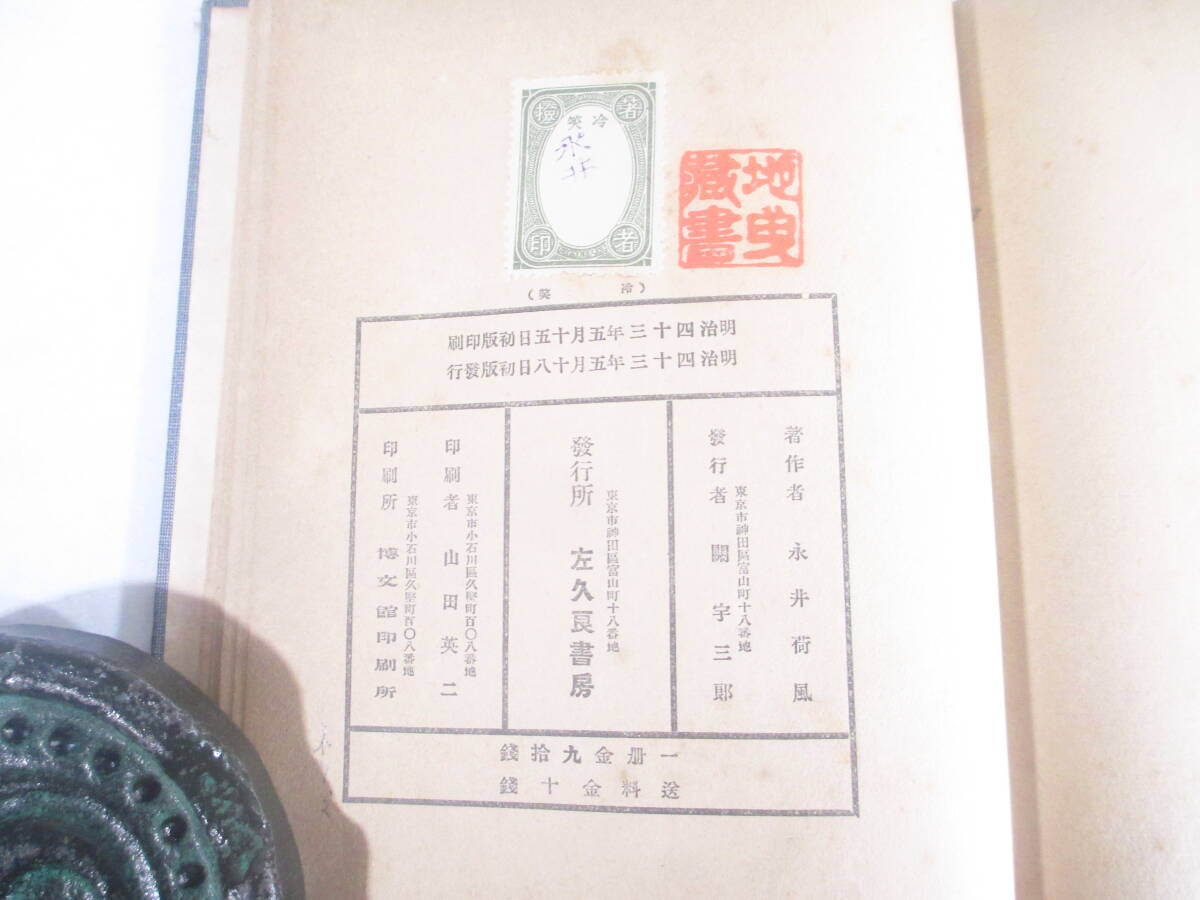 著者
檢印
冷笑
永井
地曳
藏書
（冷笑）
明治四十三年五月十五日初版印刷
明治四十三年五月十八日初版發行
著作者 永井荷風
東京市神田區富山町十八番地
發行者 關宇三郎
東京市神田區富山町十八番地
發行所 左久良書房
東京市小石川區久堅町百〇八番地
印刷者 山田英二
東京市小石川區久堅町百〇八番地
印刷所 博文館印刷所
一册金九拾錢
送料金十錢